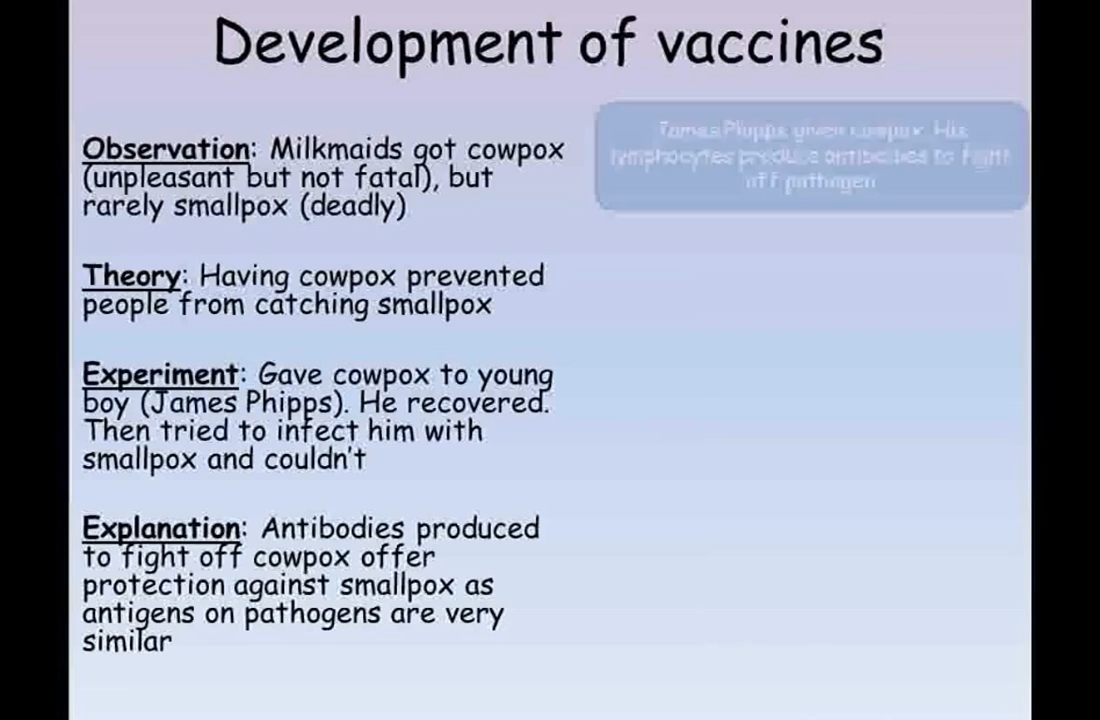 Development of vaccines
Observation: Milkmaids got cowpox
(unpleasant but not fatal), but
rarely smallpox (deadly)
Theory: Having cowpox prevented
people from catching smallpox
Experiment: Gave cowpox to young
boy (James Phipps). He recovered.
Then tried to infect him with
smallpox and couldn't
Explanation: Antibodies produced
to fight off cowpox offer
protection against smallpox as
antigens on pathogens are very
similar
James Phipps given cowpox. His
lymphocytes produce antibodies to fight
off pathogen